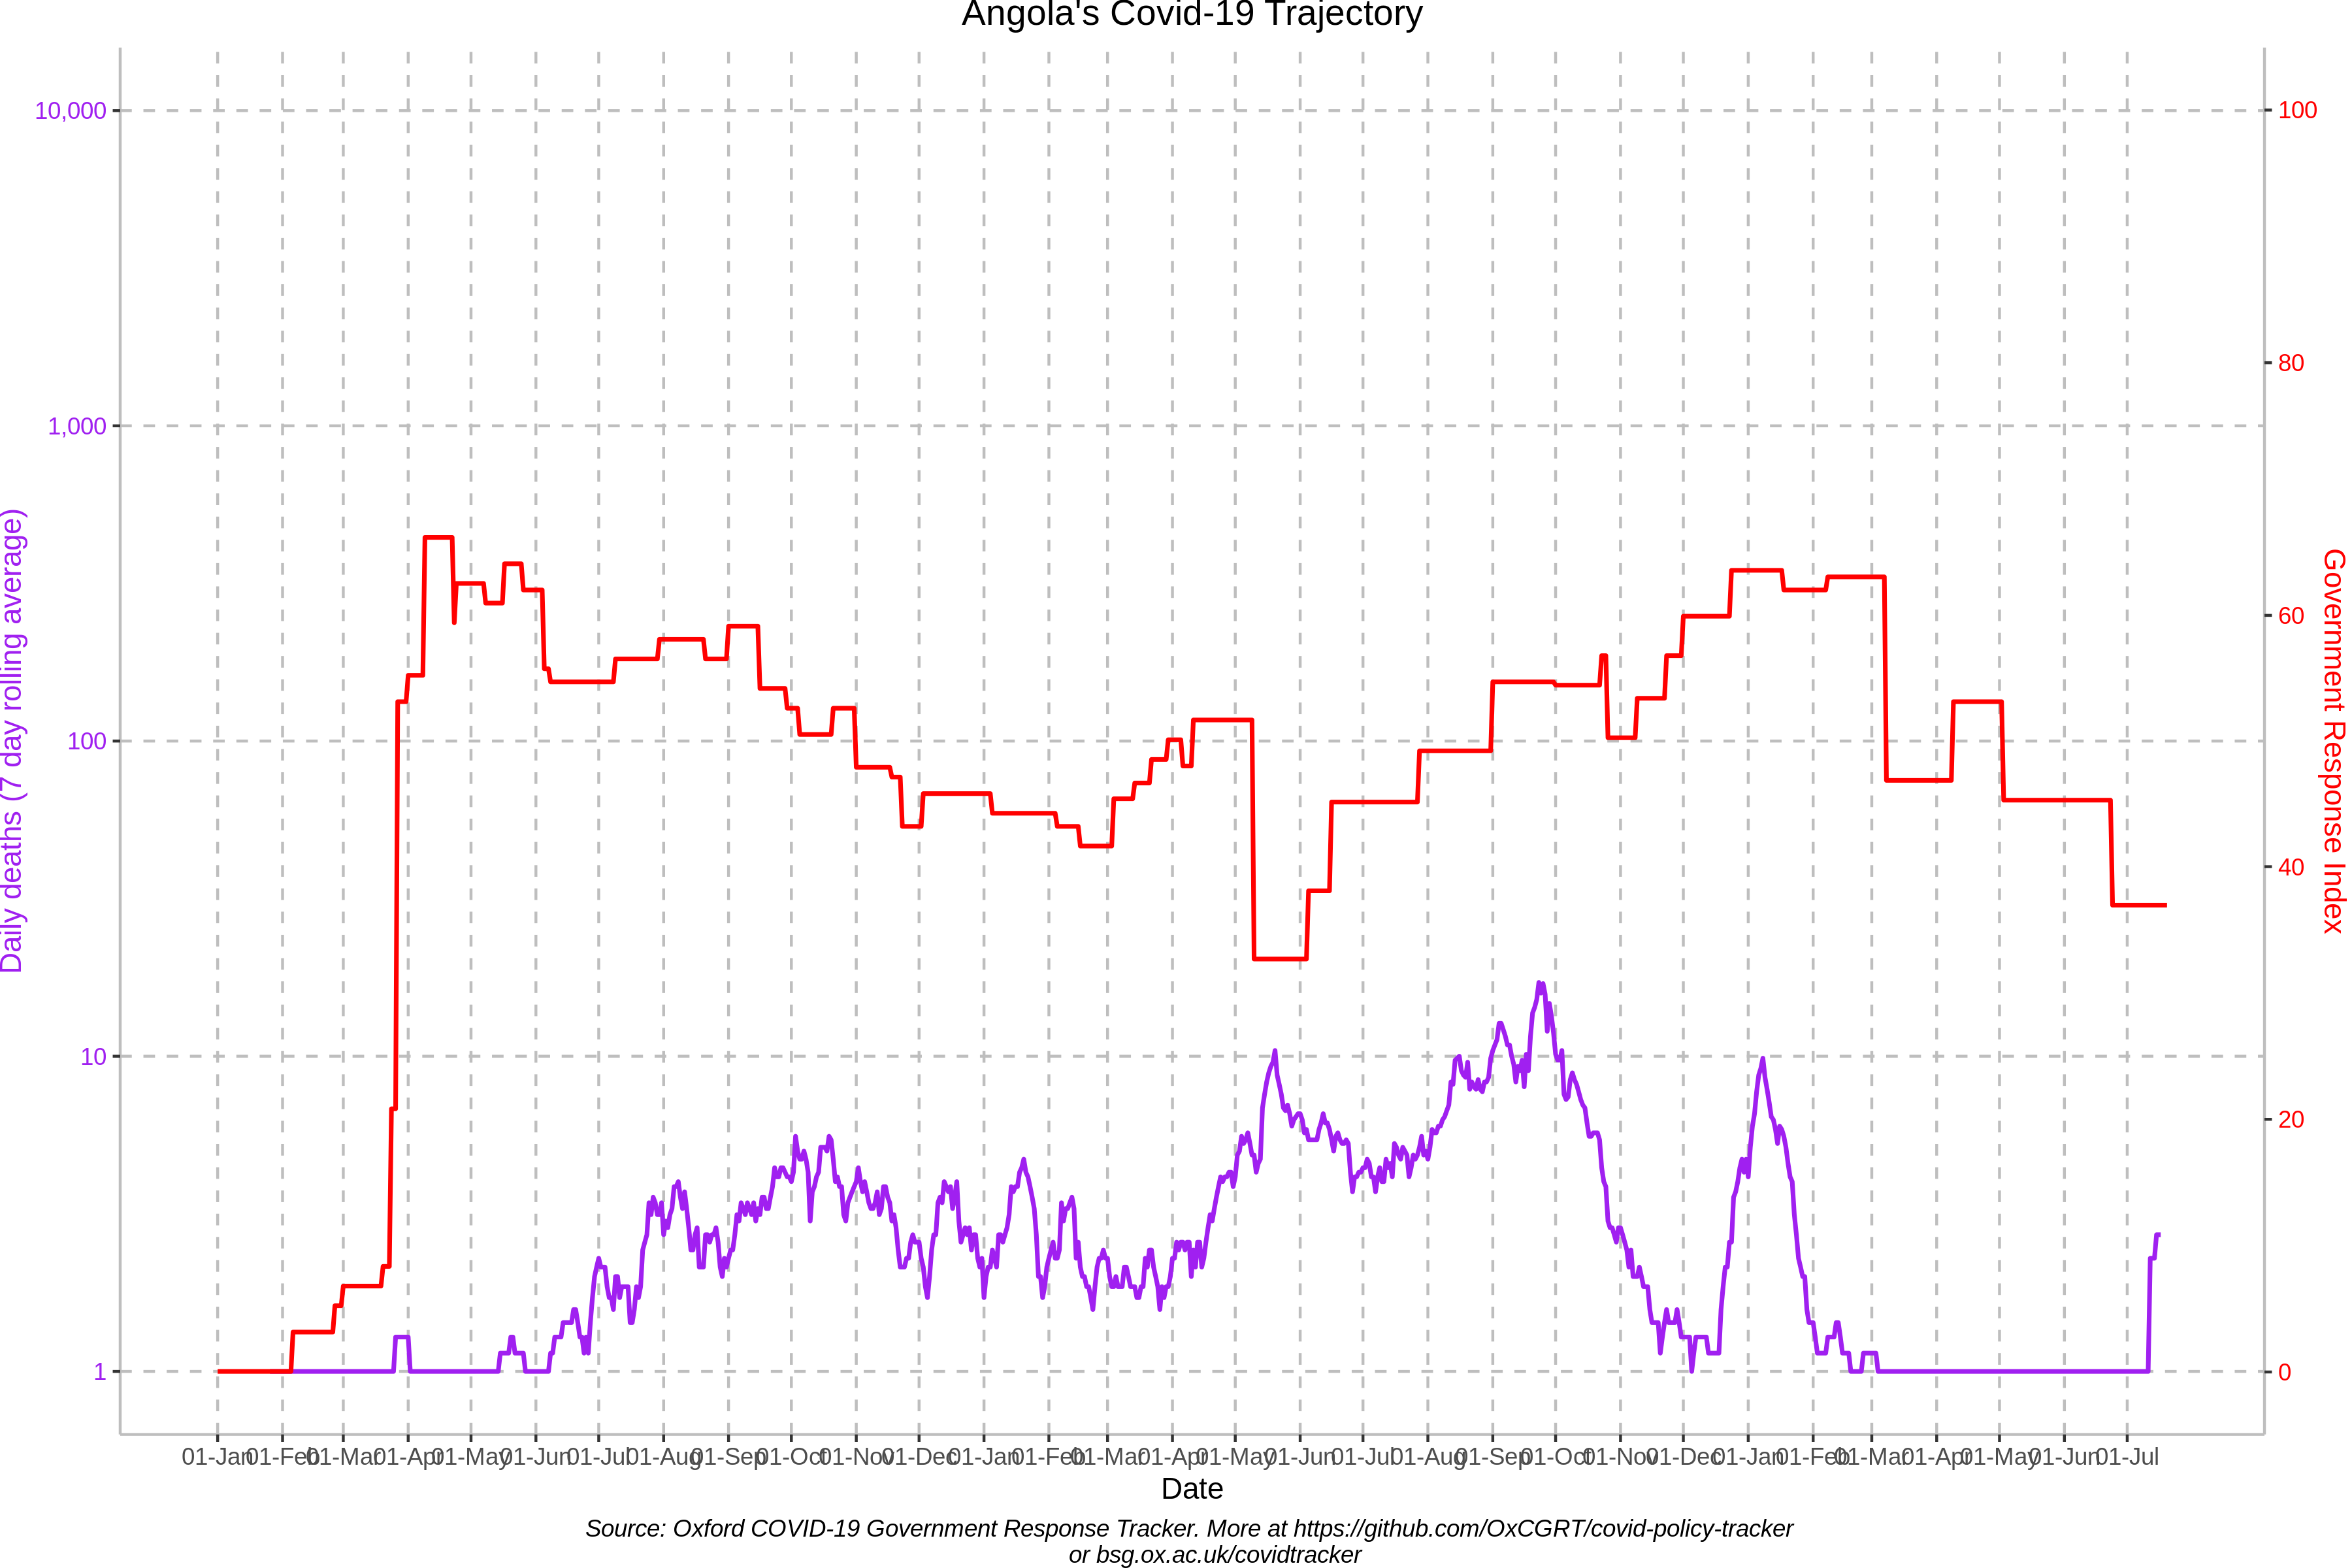 Angola's Covid-19 Trajectory
10,000
1,000
100
10
1
Daily deaths (7 day rolling average)
100
80
60
40
20
0
Government Response Index
01-Jan 01-Feb 01-Mar 01-Apr 01-May 01-Jun 01-Jul 01-Aug 01-Sep 01-Oct 01-Nov 01-Dec 01-Jan 01-Feb 01-Mar 01-Apr 01-May 01-Jun 01-Jul 01-Aug 01-Sep 01-Oct 01-Nov 01-Dec 01-Jan 01-Feb 01-Mar 01-Apr 01-May 01-Jun 01-Jul
Date
Source: Oxford COVID-19 Government Response Tracker. More at https://github.com/OxCGRT/covid-policy-tracker
or bsg.ox.ac.uk/covidtracker